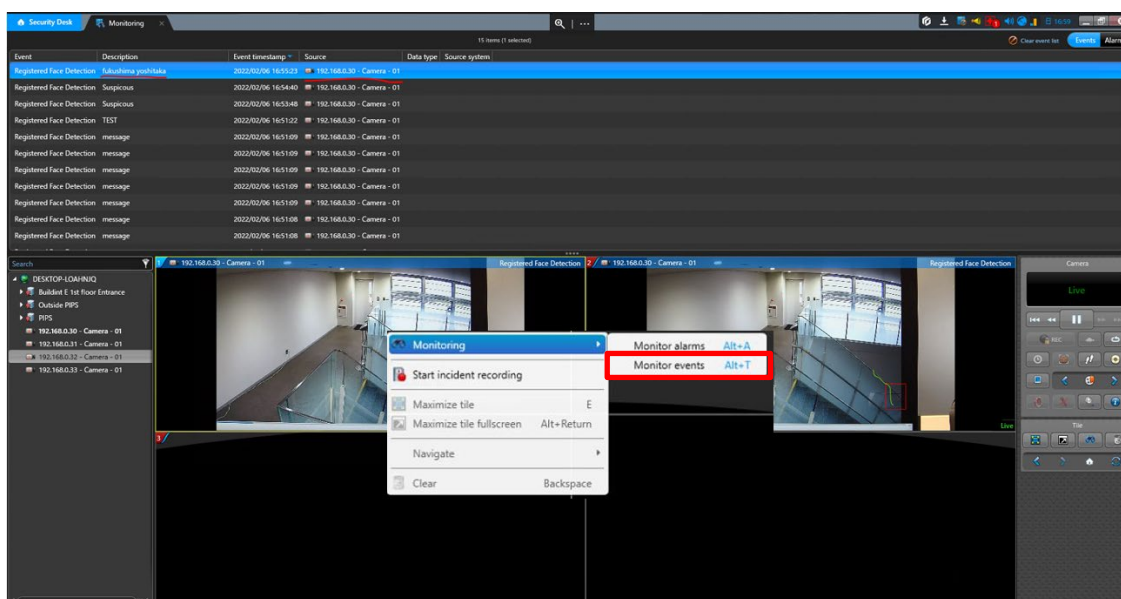 Security Desk
Monitoring
16:59
15 items (1 selected)
Clear event list
Events
Alarm
Event Description Event timestamp Source Data type Source system
Registered Face Detection fukushima yoshitaka 2022/02/06 16:55:23 192.168.0.30 - Camera - 01
Registered Face Detection Suspicous 2022/02/06 16:54:40 192.168.0.30 - Camera - 01
Registered Face Detection Suspicous 2022/02/06 16:53:48 192.168.0.30 - Camera - 01
Registered Face Detection TEST 2022/02/06 16:51:22 192.168.0.30 - Camera - 01
Registered Face Detection message 2022/02/06 16:51:09 192.168.0.30 - Camera - 01
Registered Face Detection message 2022/02/06 16:51:09 192.168.0.30 - Camera - 01
Registered Face Detection message 2022/02/06 16:51:09 192.168.0.30 - Camera - 01
Registered Face Detection message 2022/02/06 16:51:09 192.168.0.30 - Camera - 01
Registered Face Detection message 2022/02/06 16:51:09 192.168.0.30 - Camera - 01
Registered Face Detection message 2022/02/06 16:51:08 192.168.0.30 - Camera - 01
Registered Face Detection message 2022/02/06 16:51:08 192.168.0.30 - Camera - 01
Search
DESKTOP-LOAHNJQ
Buildint E 1st floor Entrance
Outside PIPS
PIPS
192.168.0.30 - Camera - 01
192.168.0.31 - Camera - 01
192.168.0.32 - Camera - 01
192.168.0.33 - Camera - 01
1 192.168.0.30 - Camera - 01 Registered Face Detection
2 192.168.0.30 - Camera - 01 Registered Face Detection
3
Monitoring
Start incident recording
Maximize tile E
Maximize tile fullscreen Alt+Return
Navigate
Clear Backspace
Monitor alarms Alt+A
Monitor events Alt+T
Live
Camera
Live
REC
Tile